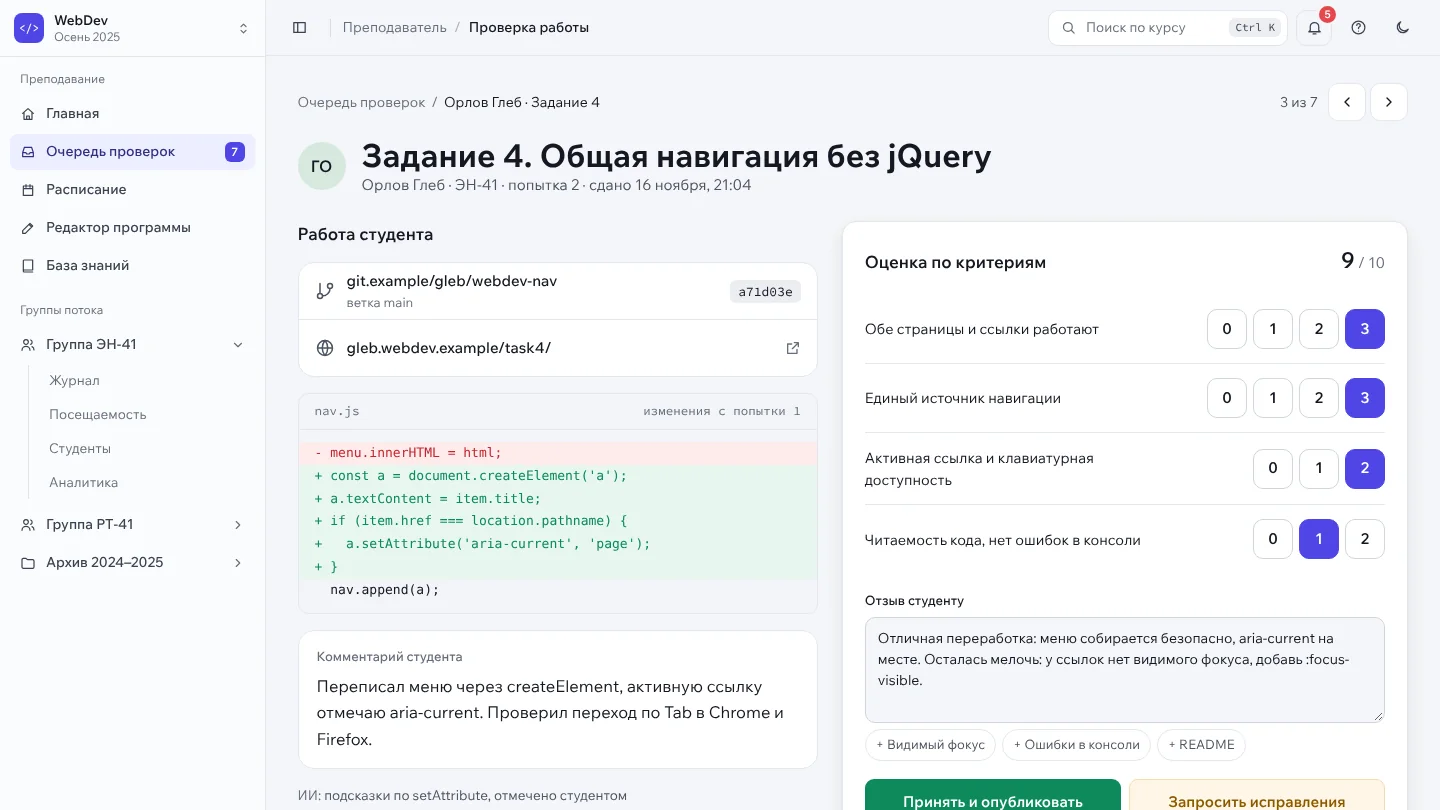 WebDev
Осень 2025
Преподавание
Главная
Очередь проверок 7
Расписание
Редактор программы
База знаний
Группы потока
Группа ЭН-41
Журнал
Посещаемость
Студенты
Аналитика
Группа РТ-41
Архив 2024–2025
Преподаватель / Проверка работы
Поиск по курсу Ctrl K
5
Очередь проверок / Орлов Глеб · Задание 4
3 из 7
ГО
Задание 4. Общая навигация без jQuery
Орлов Глеб · ЭН-41 · попытка 2 · сдано 16 ноября, 21:04
Работа студента
git.example/gleb/webdev-nav
ветка main
a71d03e
gleb.webdev.example/task4/
nav.js изменения с попытки 1
- menu.innerHTML = html;
+ const a = document.createElement('a');
+ a.textContent = item.title;
+ if (item.href === location.pathname) {
+   a.setAttribute('aria-current', 'page');
+ }
  nav.append(a);
Комментарий студента
Переписал меню через createElement, активную ссылку
отмечаю aria-current. Проверил переход по Tab в Chrome и
Firefox.
ИИ: подсказки по setAttribute, отмечено студентом
Оценка по критериям 9 / 10
Обе страницы и ссылки работают 0 1 2 3
Единый источник навигации 0 1 2 3
Активная ссылка и клавиатурная
доступность 0 1 2
Читаемость кода, нет ошибок в консоли 0 1 2
Отзыв студенту
Отличная переработка: меню собирается безопасно, aria-current на
месте. Осталась мелочь: у ссылок нет видимого фокуса, добавь :focus-
visible.
+ Видимый фокус + Ошибки в консоли + README
Принять и опубликовать Запросить исправления